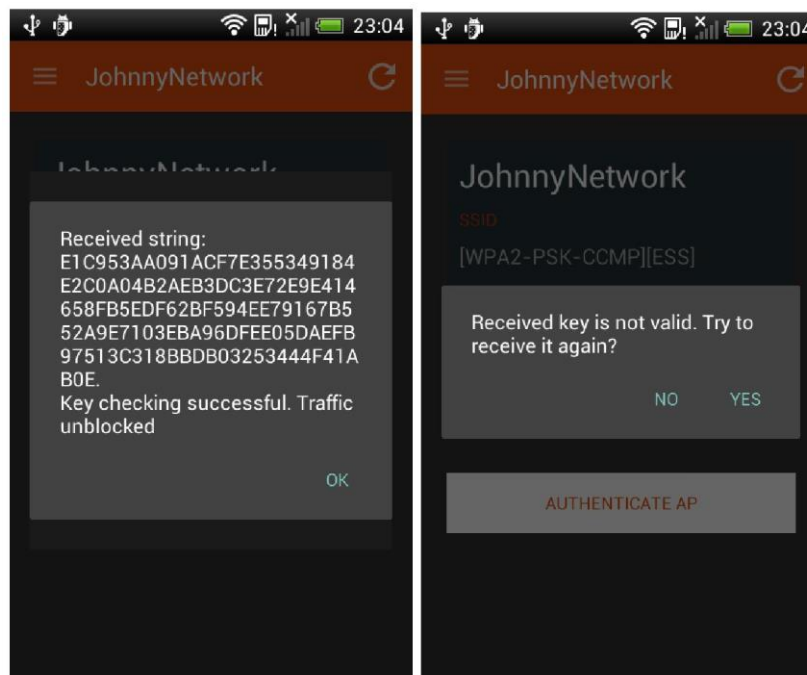 23:04
JohnnyNetwork
JohnnyNetwork
Received string:
E1C953AA091ACF7E355349184
E2C0A04B2AEB3DC3E72E9E414
658FB5EDF62BF594EE79167B5
52A9E7103EBA96DFEE05DAEFB
97513C318BBDB03253444F41A
B0E.
Key checking successful. Traffic
unblocked
OK
23:04
JohnnyNetwork
JohnnyNetwork
SSID
[WPA2-PSK-CCMP][ESS]
Received key is not valid. Try to
receive it again?
NO YES
AUTHENTICATE AP